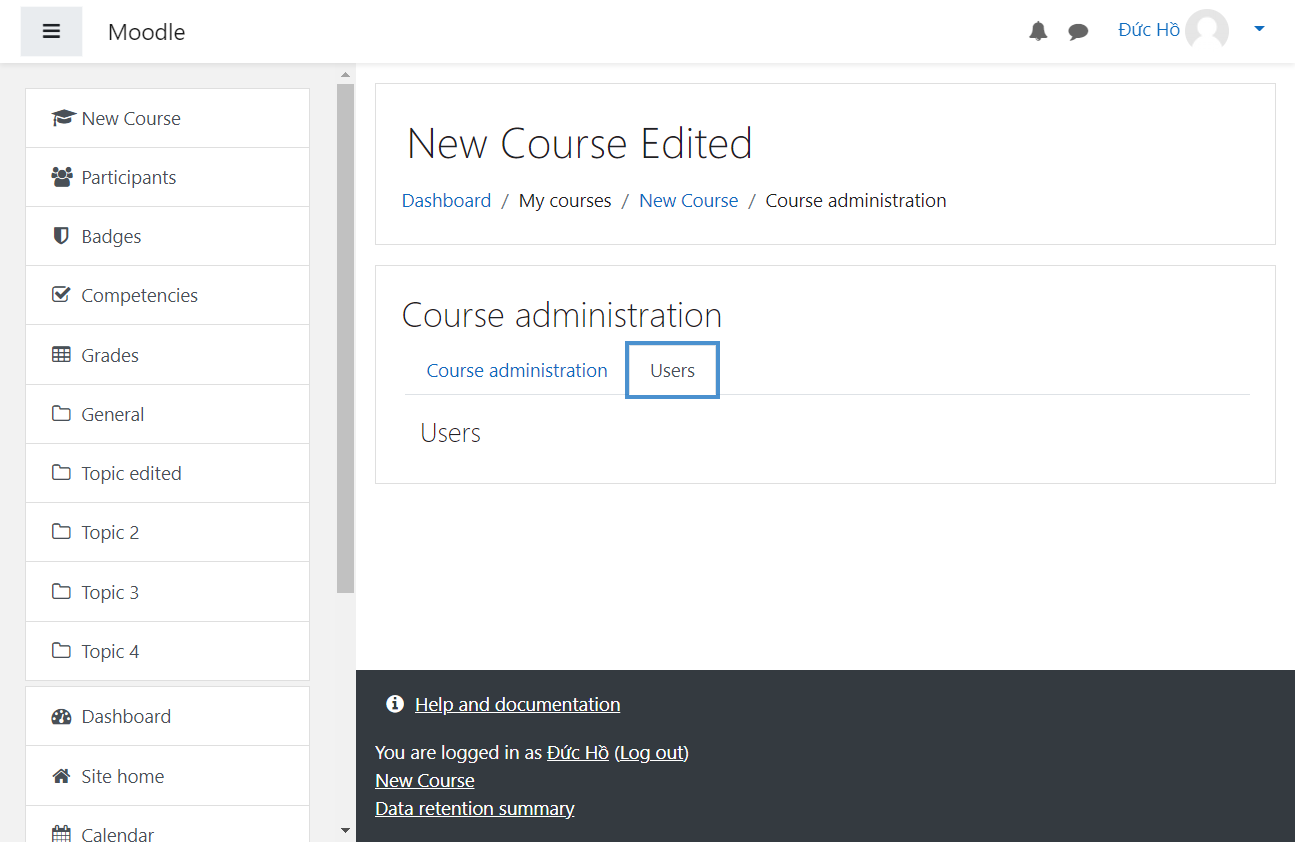 Moodle
Đức Hồ
New Course
Participants
Badges
Competencies
Grades
General
Topic edited
Topic 2
Topic 3
Topic 4
Dashboard
Site home
Calendar
New Course Edited
Dashboard / My courses / New Course / Course administration
Course administration
Course administration Users
Users
Help and documentation
You are logged in as Đức Hồ (Log out)
New Course
Data retention summary